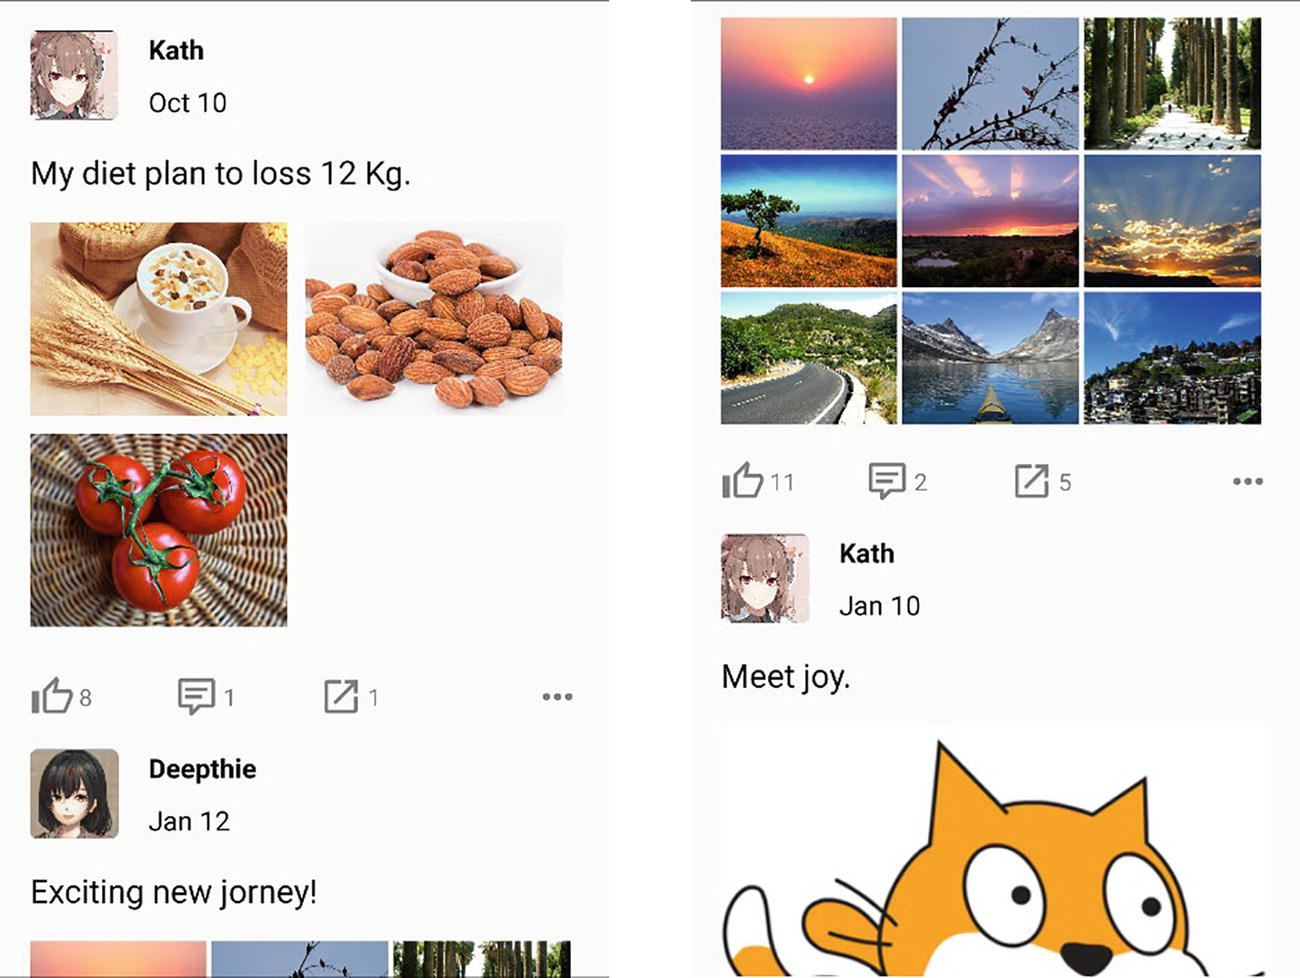 Kath
Oct 10
My diet plan to loss 12 Kg.
8 1 1
Deepthie
Jan 12
Exciting new jorney!
11 2 5
Kath
Jan 10
Meet joy.